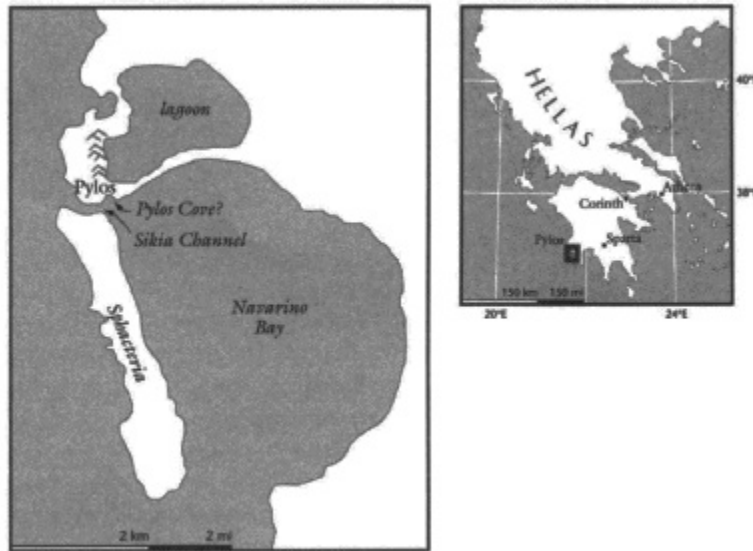 lagoon
Pylos
Pylos Cove?
Sikia Channel
Navarino
Bay
Sphacteria
2 km 2 mi
HELLAS
40°
38°
Athens
Corinth
Pylos
Sparta
150 km 150 mi
20°E 24°E